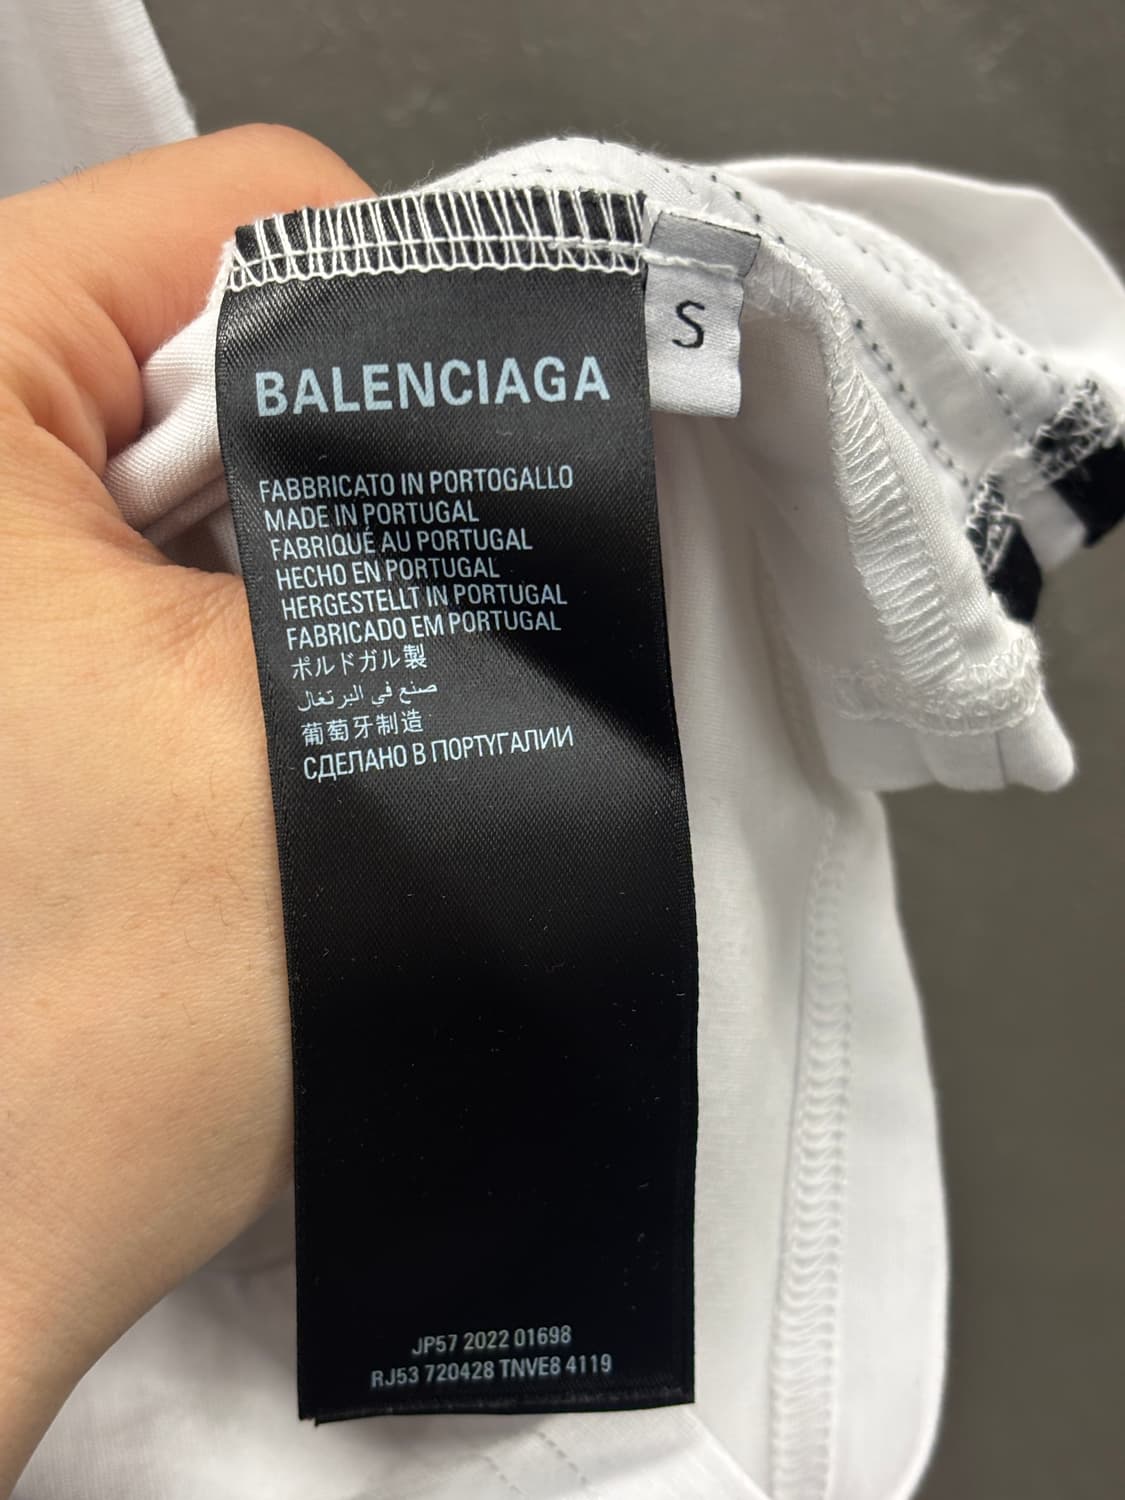 BALENCIAGA
S
FABBRICATO IN PORTOGALLO
MADE IN PORTUGAL
FABRIQUÉ AU PORTUGAL
HECHO EN PORTUGAL
HERGESTELLT IN PORTUGAL
FABRICADO EM PORTUGAL
ポルドガル製
صنع في البرتغال
葡萄牙制造
СДЕЛАНО В ПОРТУГАЛИИ
JP57 2022 01698
RJ53 720428 TNVE8 4119